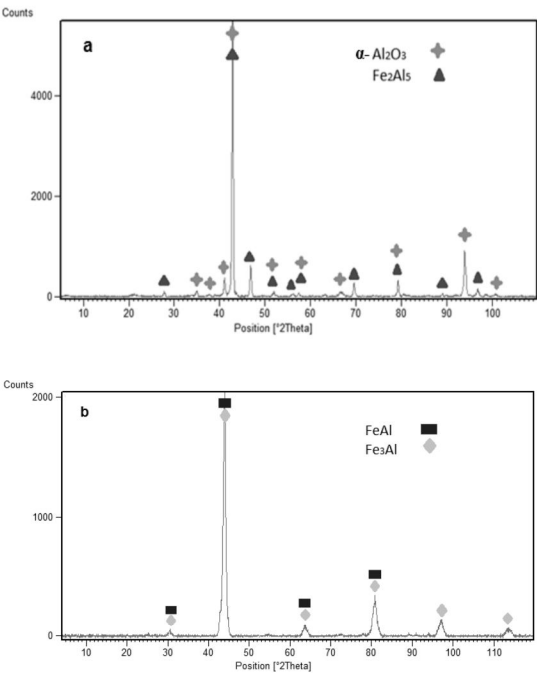 Counts
a
α- Al2O3
Fe2Al5
4000
2000
0
10 20 30 40 50 60 70 80 90 100
Position [°2Theta]
Counts
b
2000
FeAl
Fe3Al
1000
0
10 20 30 40 50 60 70 80 90 100 110
Position [°2Theta]